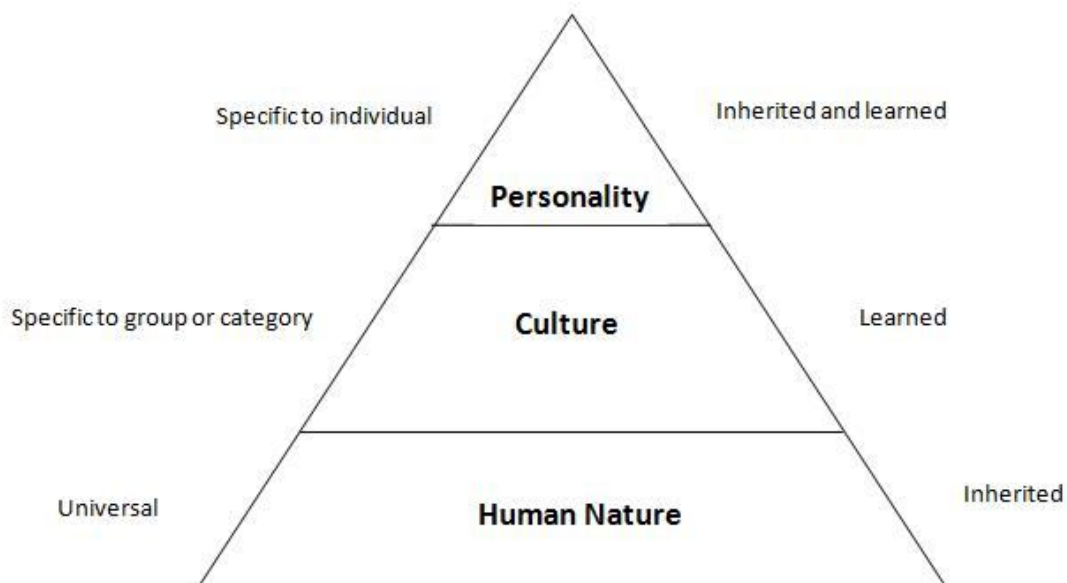 Specific to individual
Inherited and learned
Personality
Specific to group or category
Culture
Learned
Universal
Human Nature
Inherited